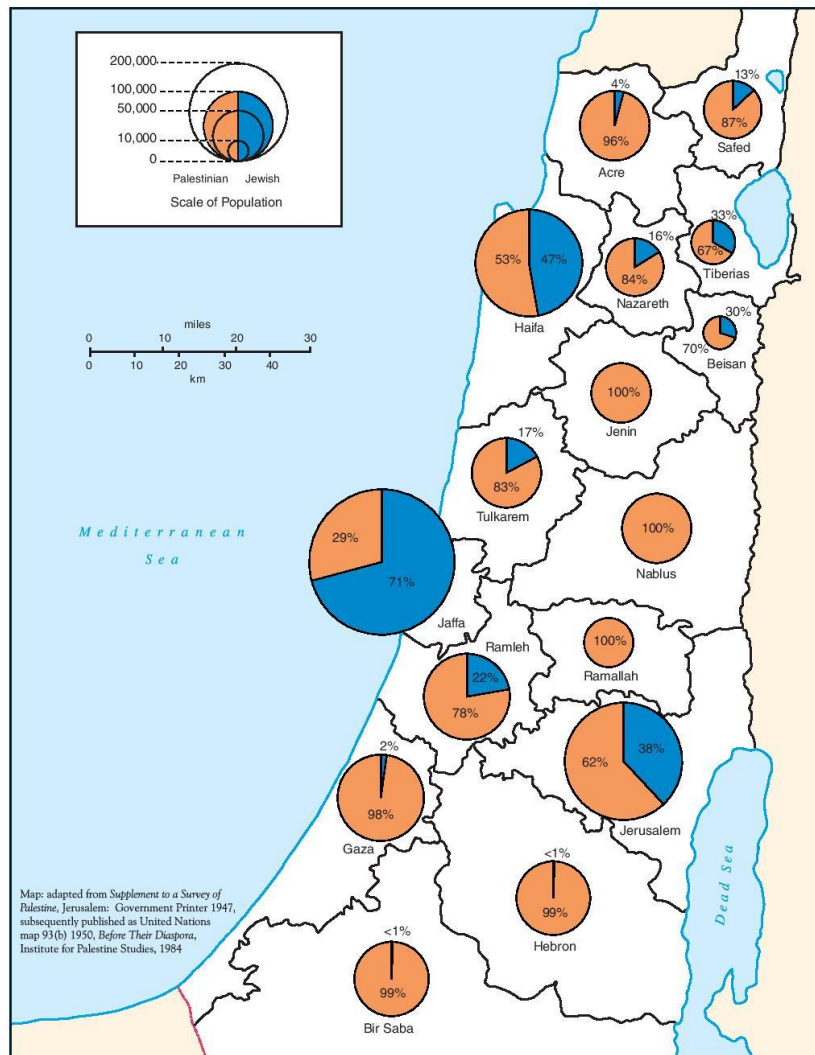 200,000
100,000
50,000
10,000
0
Palestinian Jewish
Scale of Population
miles
0 10 20 30
0 10 20 30 40
km
4%
96%
Acre
13%
87%
Safed
33%
67%
Tiberias
53% 47%
Haifa
16%
84%
Nazareth
30%
70%
Beisan
100%
Jenin
17%
83%
Tulkarem
100%
Nablus
Mediterranean
Sea
29%
71%
Jaffa
Ramleh
22%
78%
100%
Ramallah
62% 38%
Jerusalem
2%
98%
Gaza
<1%
99%
Hebron
Dead Sea
<1%
99%
Bir Saba
Map: adapted from Supplement to a Survey of
Palestine, Jerusalem: Government Printer 1947,
subsequently published as United Nations
map 93(b) 1950, Before Their Diaspora,
Institute for Palestine Studies, 1984